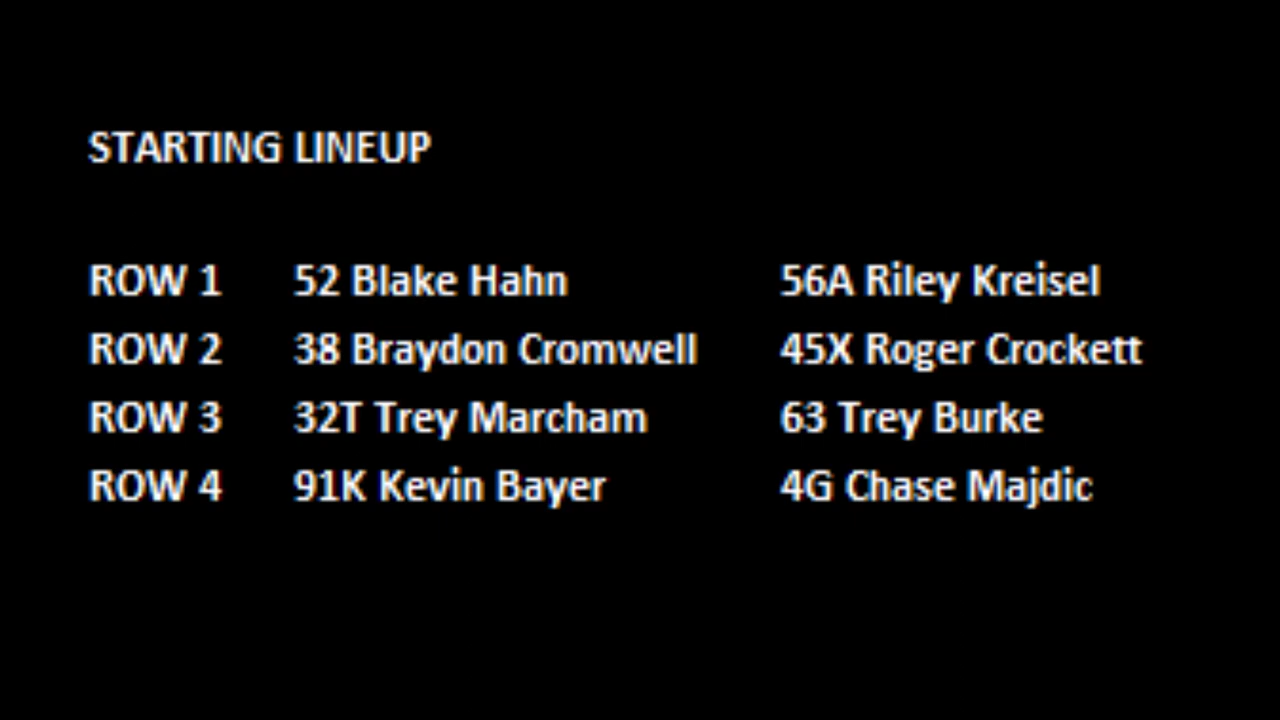 STARTING LINEUP
ROW 1 52 Blake Hahn 56A Riley Kreisel
ROW 2 38 Braydon Cromwell 45X Roger Crockett
ROW 3 32T Trey Marcham 63 Trey Burke
ROW 4 91K Kevin Bayer 4G Chase Majdic